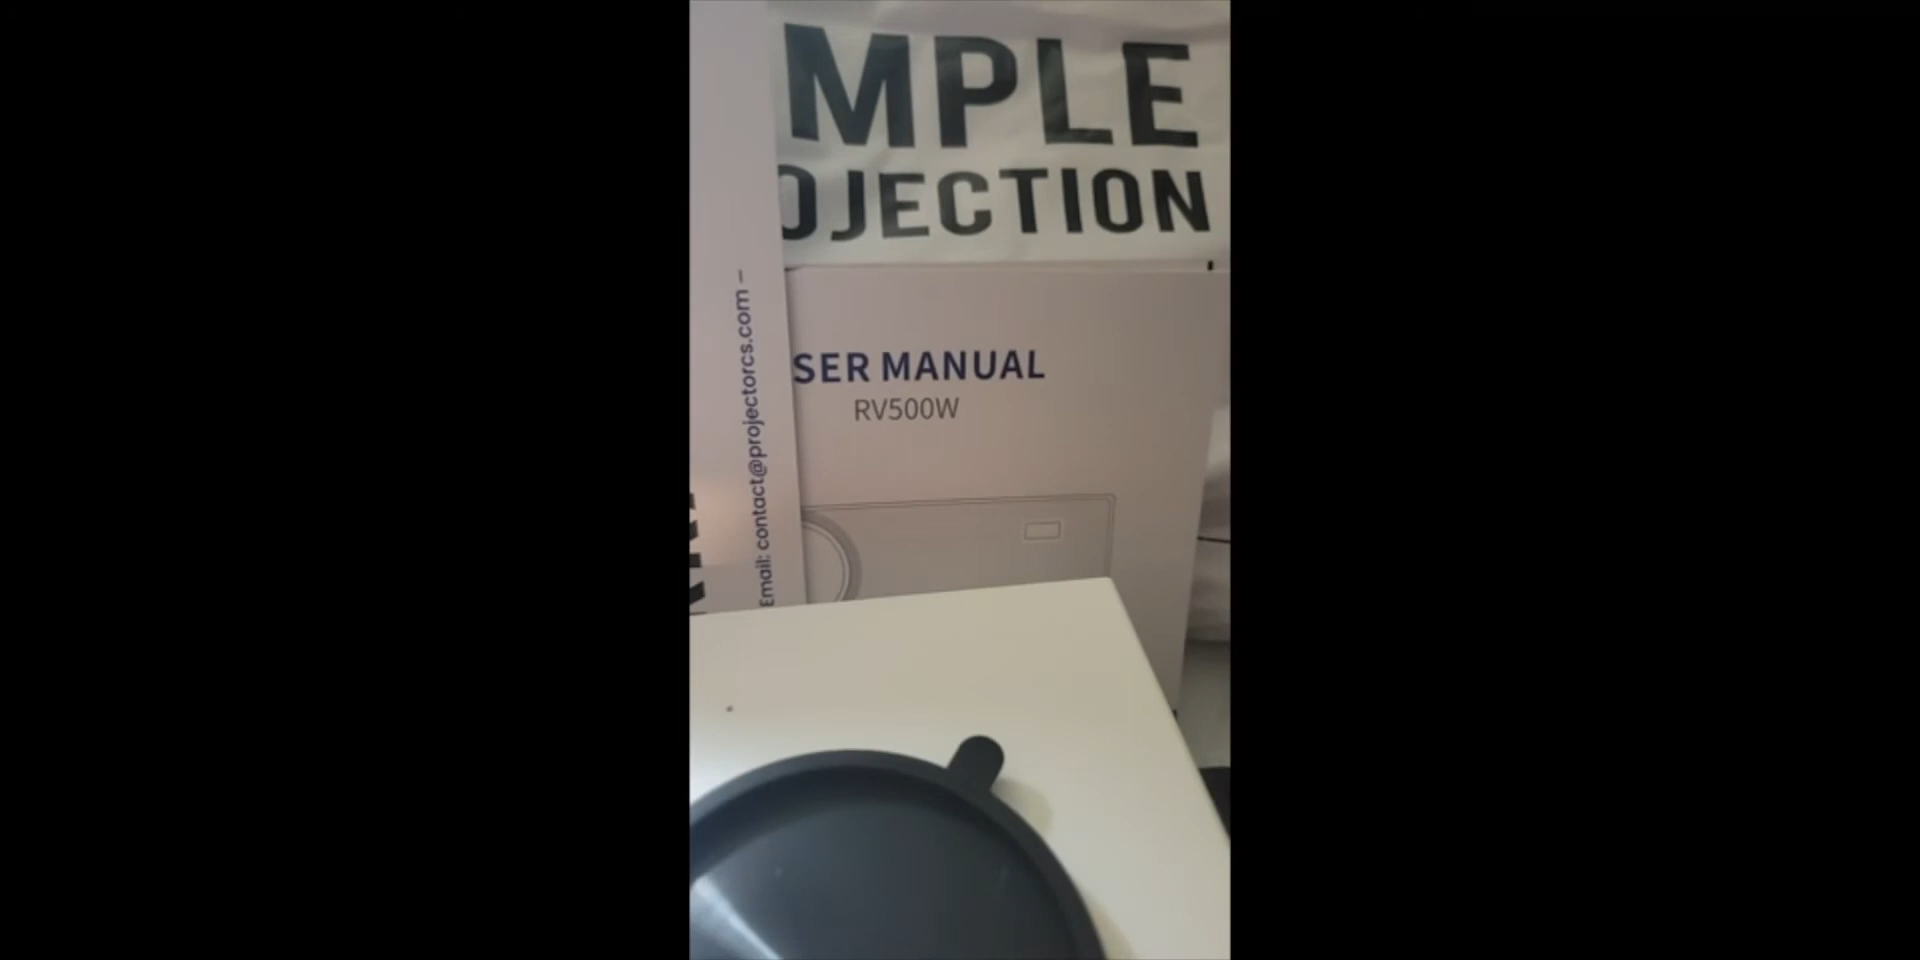 MPLE
OJECTION
SER MANUAL
RV500W
Email: contact@projectorcs.com –